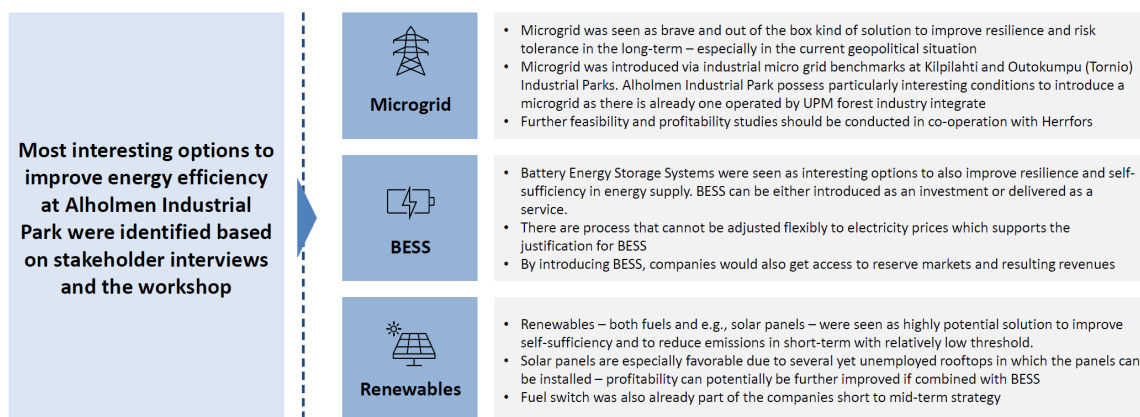 Most interesting options to
improve energy efficiency
at Alholmen Industrial
Park were identified based
on stakeholder interviews
and the workshop
Microgrid
• Microgrid was seen as brave and out of the box kind of solution to improve resilience and risk
tolerance in the long-term – especially in the current geopolitical situation
• Microgrid was introduced via industrial micro grid benchmarks at Kilpilahti and Outokumpu (Tornio)
Industrial Parks. Alholmen Industrial Park possess particularly interesting conditions to introduce a
microgrid as there is already one operated by UPM forest industry integrate
• Further feasibility and profitability studies should be conducted in co-operation with Herrfors
BESS
• Battery Energy Storage Systems were seen as interesting options to also improve resilience and self-
sufficiency in energy supply. BESS can be either introduced as an investment or delivered as a
service.
• There are process that cannot be adjusted flexibly to electricity prices which supports the
justification for BESS
• By introducing BESS, companies would also get access to reserve markets and resulting revenues
Renewables
• Renewables – both fuels and e.g., solar panels – were seen as highly potential solution to improve
self-sufficiency and to reduce emissions in short-term with relatively low threshold.
• Solar panels are especially favorable due to several yet unemployed rooftops in which the panels can
be installed – profitability can potentially be further improved if combined with BESS
• Fuel switch was also already part of the companies short to mid-term strategy